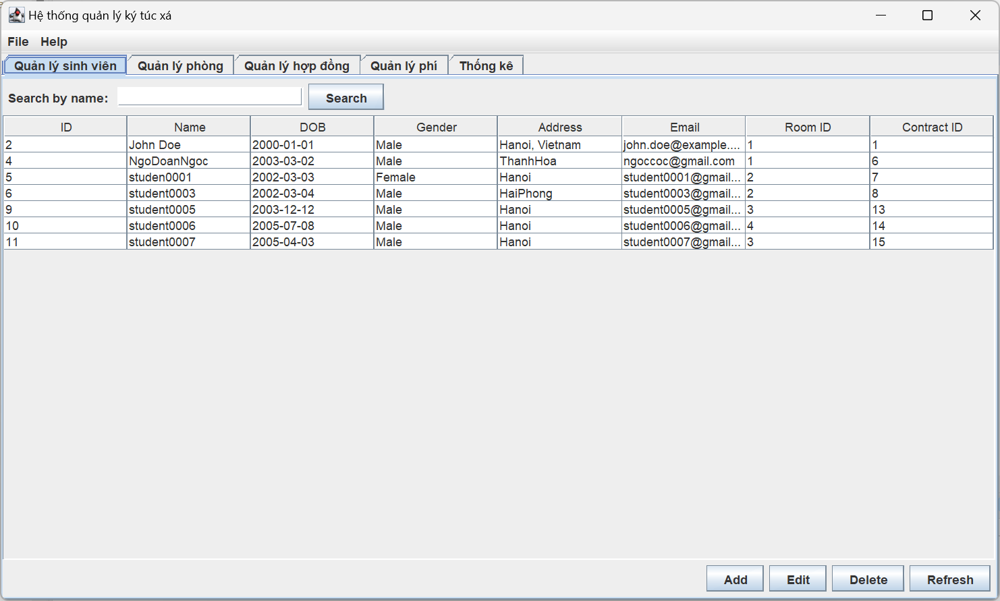 Hệ thống quản lý ký túc xá
File Help
Quản lý sinh viên Quản lý phòng Quản lý hợp đồng Quản lý phí Thống kê
Search by name: Search
ID Name DOB Gender Address Email Room ID Contract ID
2 John Doe 2000-01-01 Male Hanoi, Vietnam john.doe@example.... 1 1
4 NgoDoanNgoc 2003-03-02 Male ThanhHoa ngoccoc@gmail.com 1 6
5 studen0001 2002-03-03 Female Hanoi student0001@gmail... 2 7
6 student0003 2002-03-04 Male HaiPhong student0003@gmail... 2 8
9 student0005 2003-12-12 Male Hanoi student0005@gmail... 3 13
10 student0006 2005-07-08 Male Hanoi student0006@gmail... 4 14
11 student0007 2005-04-03 Male Hanoi student0007@gmail... 3 15
Add Edit Delete Refresh